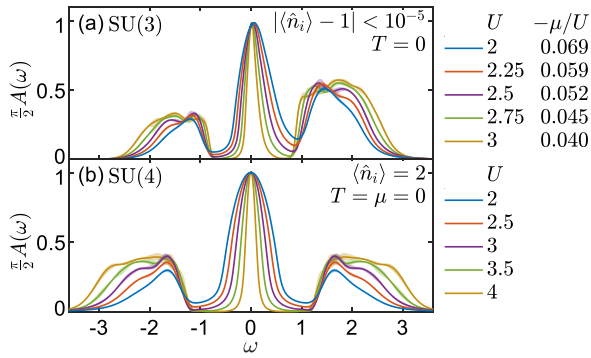 (a) SU(3)
|⟨n̂ᵢ⟩ − 1| < 10⁻⁵
T = 0
U −μ/U
2 0.069
2.25 0.059
2.5 0.052
2.75 0.045
3 0.040
π/2 A(ω)
1
0.5
0
(b) SU(4)
⟨n̂ᵢ⟩ = 2
T = μ = 0
U
2
2.5
3
3.5
4
π/2 A(ω)
1
0.5
0
-3 -2 -1 0 1 2 3
ω